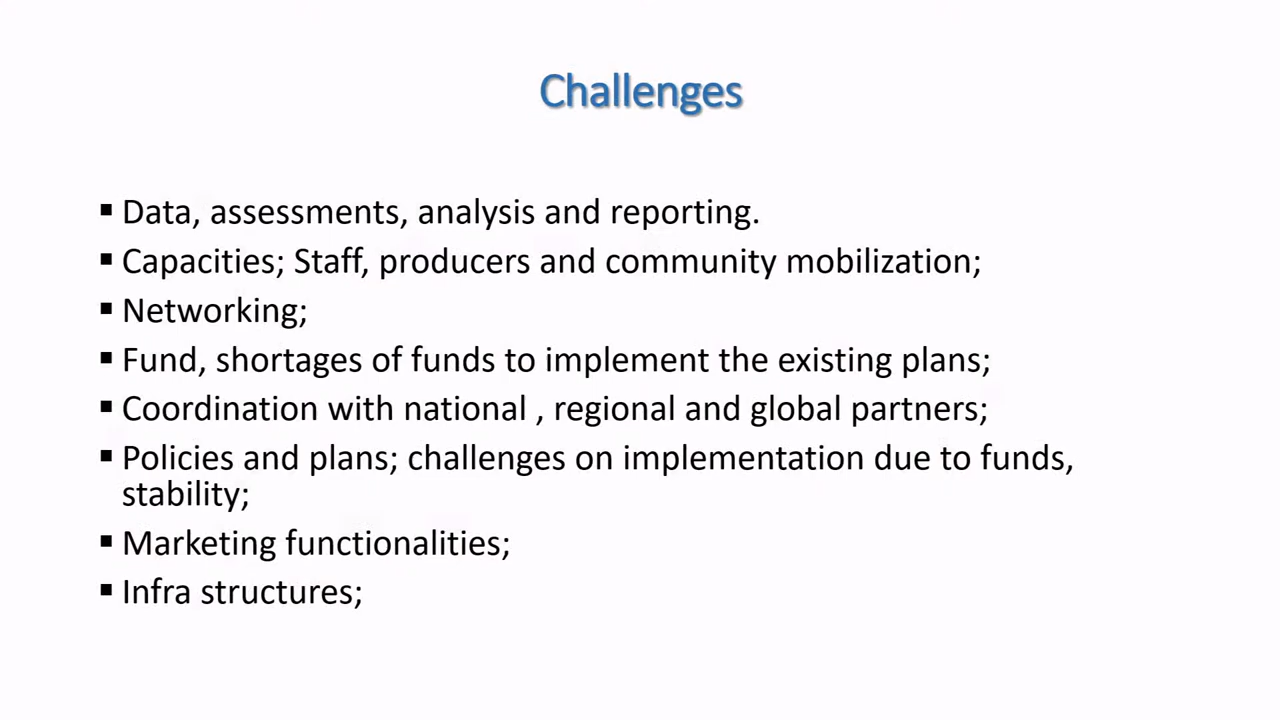 Challenges
▪ Data, assessments, analysis and reporting.
▪ Capacities; Staff, producers and community mobilization;
▪ Networking;
▪ Fund, shortages of funds to implement the existing plans;
▪ Coordination with national , regional and global partners;
▪ Policies and plans; challenges on implementation due to funds,
stability;
▪ Marketing functionalities;
▪ Infra structures;